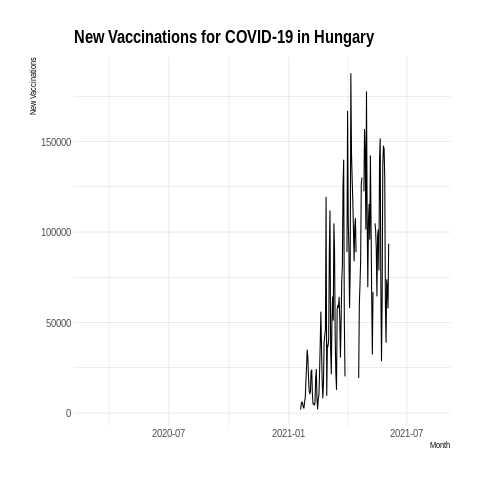 New Vaccinations for COVID-19 in Hungary
New Vaccinations
150000
100000
50000
0
2020-07 2021-01 2021-07
Month